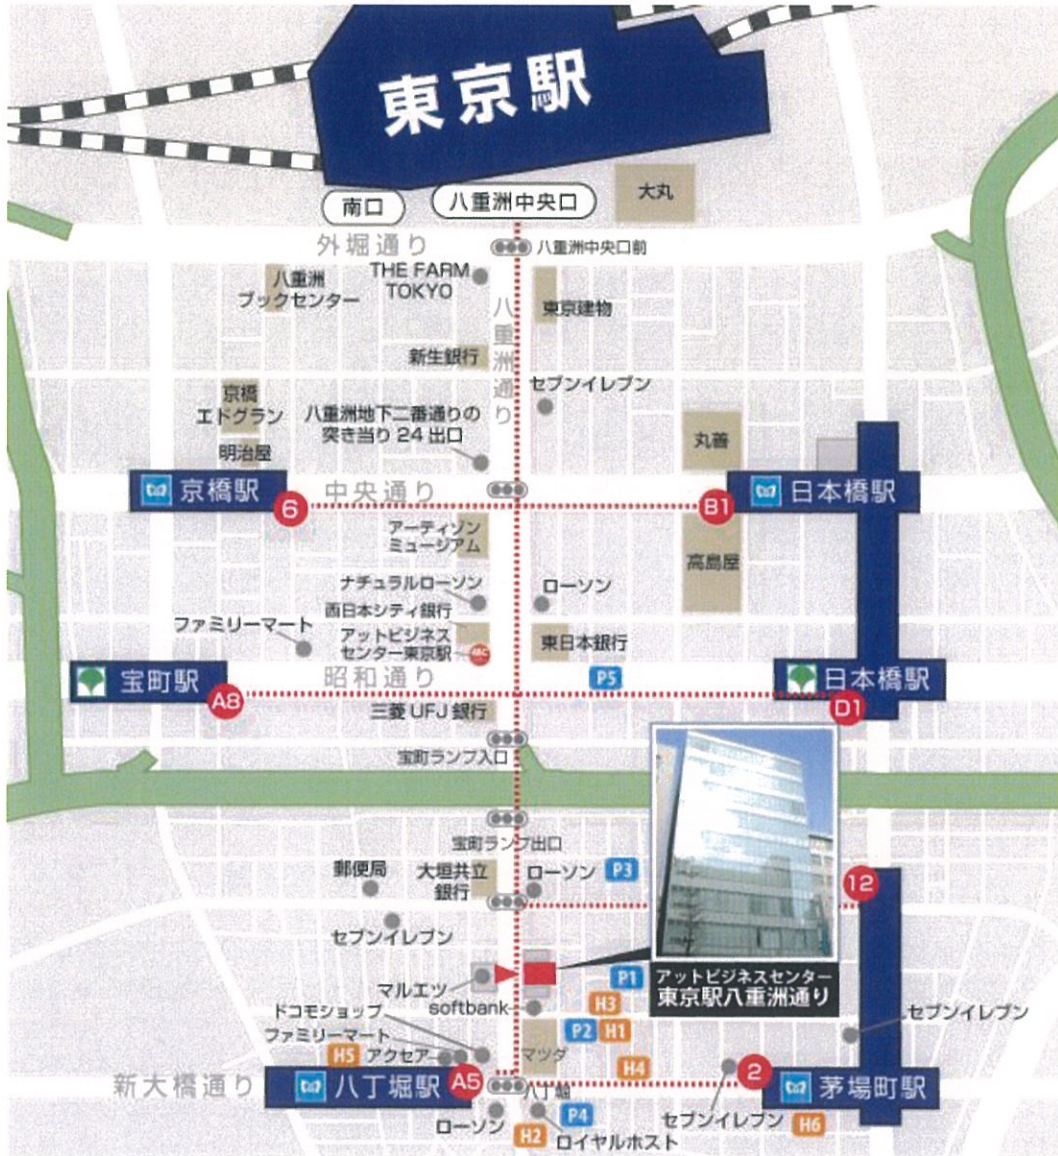 東京駅
大丸
南口
八重洲中央口
外堀通り
八重洲中央口前
八重洲
ブックセンター
THE FARM
TOKYO
八重洲通り
東京建物
新生銀行
セブンイレブン
京橋
エドグラン
八重洲地下二番通りの
突き当り 24 出口
明治屋
丸善
京橋駅
6
中央通り
B1
日本橋駅
アーティゾン
ミュージアム
高島屋
ナチュラルローソン
ローソン
西日本シティ銀行
ファミリーマート
アットビジネス
センター東京駅
ABC
東日本銀行
宝町駅
A8
昭和通り
P5
日本橋駅
D1
三菱UFJ銀行
宝町ランプ入口
宝町ランプ出口
郵便局
大垣共立
銀行
ローソン
P3
12
セブンイレブン
マルエツ
P1
アットビジネスセンター
東京駅八重洲通り
softbank
H3
ドコモショップ
ファミリーマート
セブンイレブン
H5
アクセア
マツダ
P2
H1
H4
新大橋通り
八丁堀駅
A5
八丁堀
2
茅場町駅
ローソン
P4
H2
ロイヤルホスト
セブンイレブン
H6